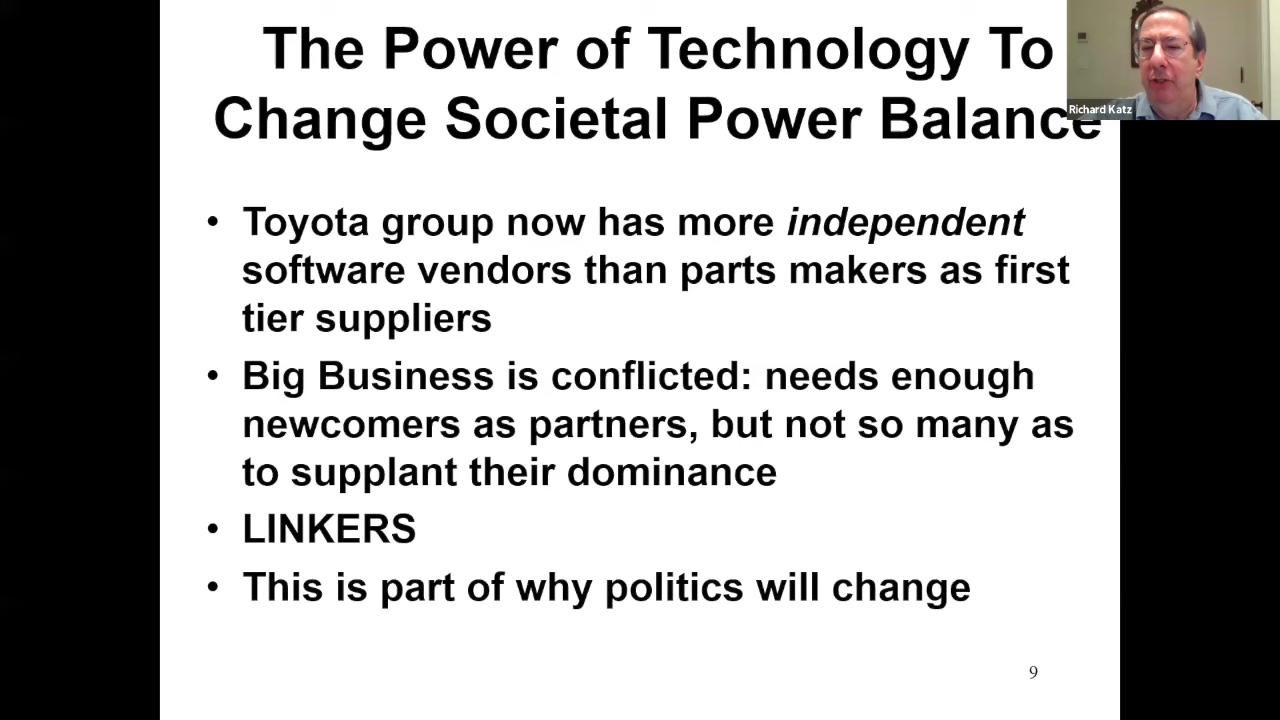 The Power of Technology To
Change Societal Power Balance
Richard Katz
• Toyota group now has more independent
software vendors than parts makers as first
tier suppliers
• Big Business is conflicted: needs enough
newcomers as partners, but not so many as
to supplant their dominance
• LINKERS
• This is part of why politics will change
9